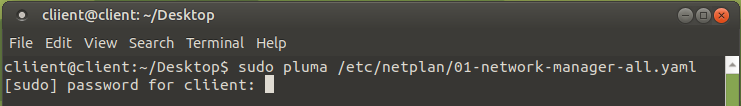 cliient@client: ~/Desktop
File Edit View Search Terminal Help
cliient@client:~/Desktop$ sudo pluma /etc/netplan/01-network-manager-all.yaml
[sudo] password for cliient: